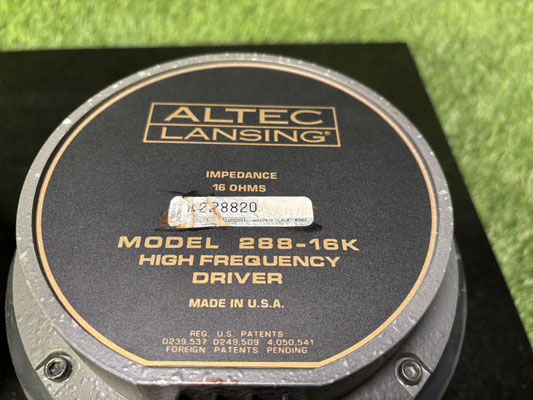 ALTEC
LANSING®
IMPEDANCE
16 OHMS
K228820
MODEL 288-16K
HIGH FREQUENCY
DRIVER
MADE IN U.S.A.
REG. U.S. PATENTS
D239,537 D249,509 4,050,541
FOREIGN PATENTS PENDING